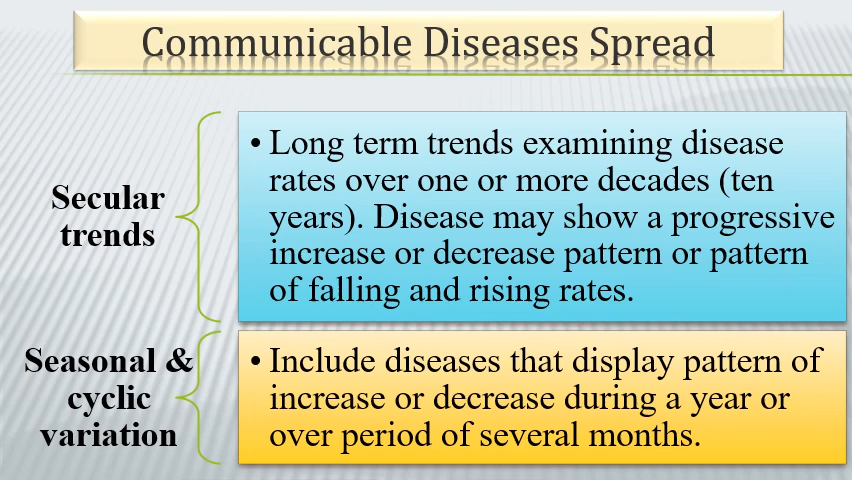 Communicable Diseases Spread
Secular
trends
• Long term trends examining disease
rates over one or more decades (ten
years). Disease may show a progressive
increase or decrease pattern or pattern
of falling and rising rates.
Seasonal &
cyclic
variation
• Include diseases that display pattern of
increase or decrease during a year or
over period of several months.